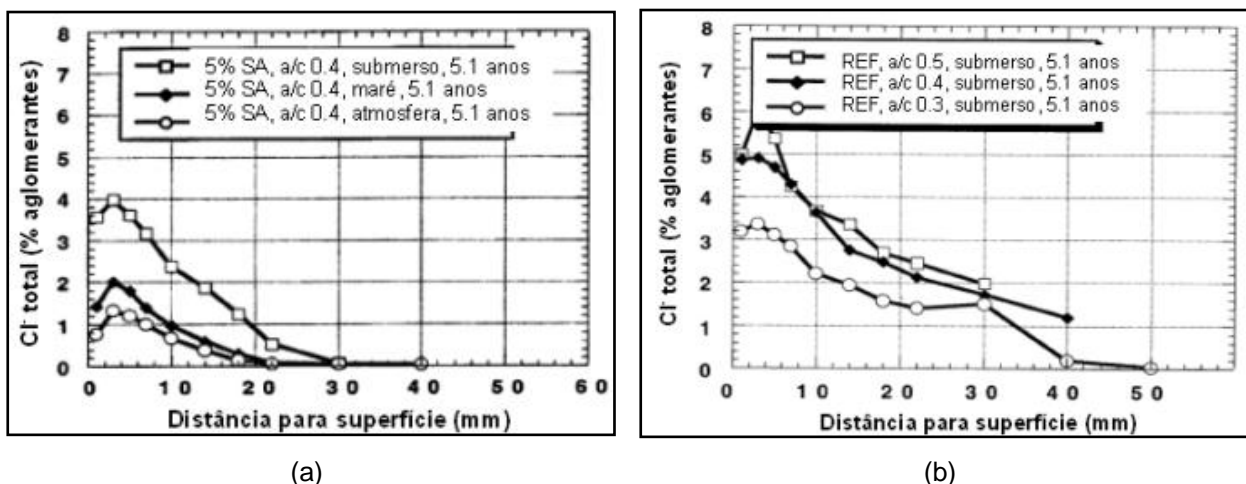 8
7
6
5
4
3
2
1
0
5% SA, a/c 0.4, submerso, 5.1 anos
5% SA, a/c 0.4, maré, 5.1 anos
5% SA, a/c 0.4, atmosfera, 5.1 anos
Cl⁻ total (% aglomerantes)
0 10 20 30 40 50 60
Distância para superfície (mm)
(a)
8
7
6
5
4
3
2
1
0
REF, a/c 0.5, submerso, 5.1 anos
REF, a/c 0.4, submerso, 5.1 anos
REF, a/c 0.3, submerso, 5.1 anos
Cl⁻ total (% aglomerantes)
0 10 20 30 40 50
Distância para superfície (mm)
(b)